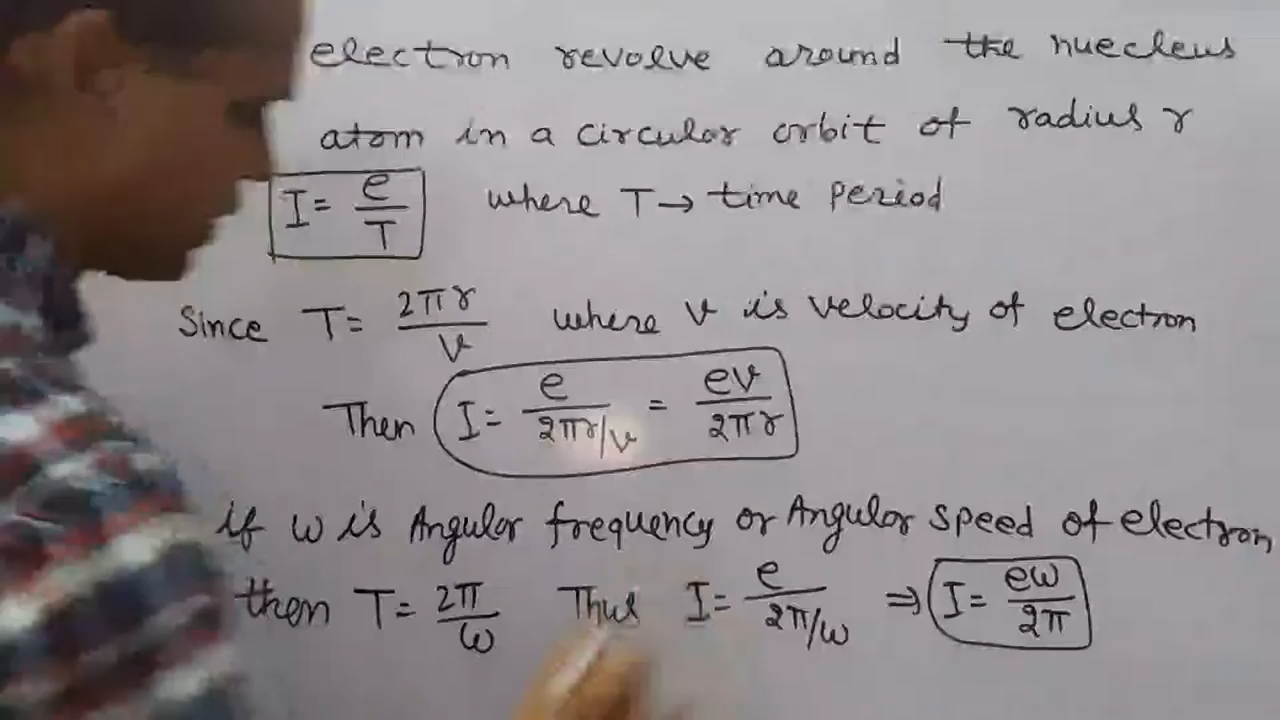 electron revolve around the nuecleus
atom in a circular orbit of radius r
I = e/T where T → time period
Since T = 2πr/v where v is velocity of electron
Then I = e/2πr/v = ev/2πr
if ω is Angular frequency or Angular speed of electron
then T = 2π/ω Thus I = e/2π/ω ⇒ I = eω/2π